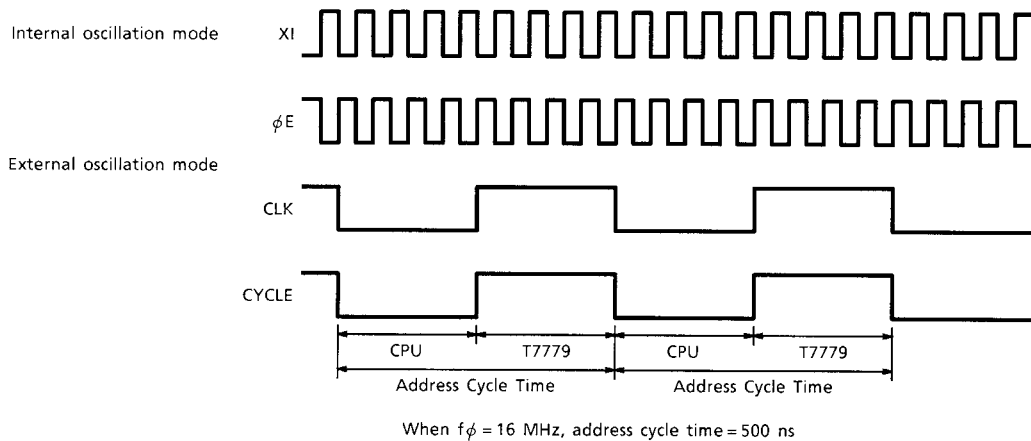 Internal oscillation mode XI
ϕE
External oscillation mode
CLK
CYCLE
CPU T7779 CPU T7779
Address Cycle Time Address Cycle Time
When fϕ = 16 MHz, address cycle time = 500 ns